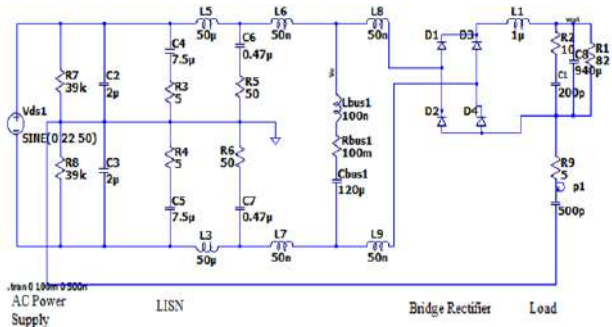 L5
50µ
L6
50n
L8
50n
L1
1µ
C4
7.5µ
C6
0.47µ
D1
D3
R2
10
C8
940µ
R1
82
R7
39k
C2
2µ
R3
5
R5
50
C1
200p
Vds1
SINE(0 22 50)
Lbus1
100n
D2
D4
R8
39k
C3
2µ
R4
5
R6
50
Rbus1
100m
R9
5
p1
C5
7.5µ
C7
0.47µ
Cbus1
120µ
500p
L3
50µ
L7
50n
L9
50n
.tran 0 100m 0 500n
AC Power
Supply
LISN
Bridge Rectifier
Load